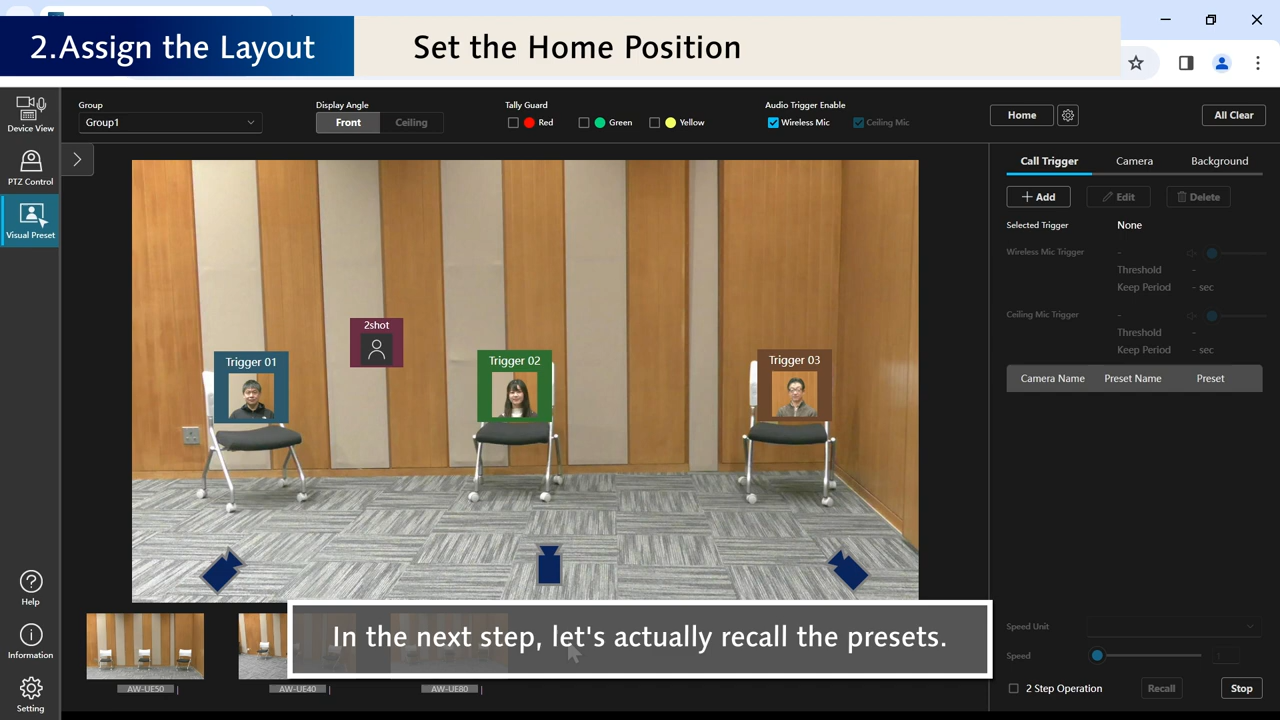 2.Assign the Layout
Set the Home Position
Device View
PTZ Control
Visual Preset
Help
Information
Setting
Group
Group1
Display Angle
Front
Ceiling
Tally Guard
Red
Green
Yellow
Audio Trigger Enable
Wireless Mic
Ceiling Mic
Home
All Clear
2shot
Trigger 01
Trigger 02
Trigger 03
Call Trigger
Camera
Background
+ Add
Edit
Delete
Selected Trigger
None
Wireless Mic Trigger
-
Threshold
-
Keep Period
- sec
Ceiling Mic Trigger
-
Threshold
-
Keep Period
- sec
Camera Name
Preset Name
Preset
In the next step, let's actually recall the presets.
AW-UE50
AW-UE40
AW-UE80
Speed Unit
Speed
1
2 Step Operation
Recall
Stop